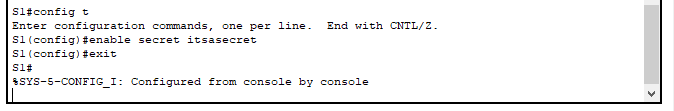 S1#config t
Enter configuration commands, one per line.  End with CNTL/Z.
S1(config)#enable secret itsasecret
S1(config)#exit
S1#
%SYS-5-CONFIG_I: Configured from console by console